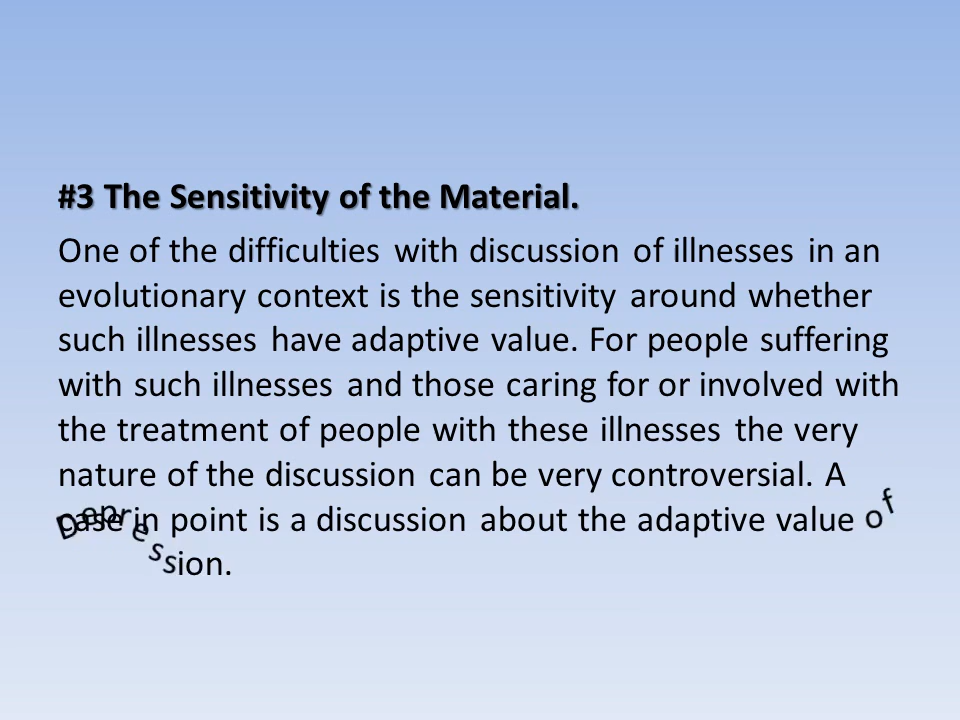 #3 The Sensitivity of the Material.
One of the difficulties with discussion of illnesses in an
evolutionary context is the sensitivity around whether
such illnesses have adaptive value. For people suffering
with such illnesses and those caring for or involved with
the treatment of people with these illnesses the very
nature of the discussion can be very controversial. A
case in point is a discussion about the adaptive value of
Depression.